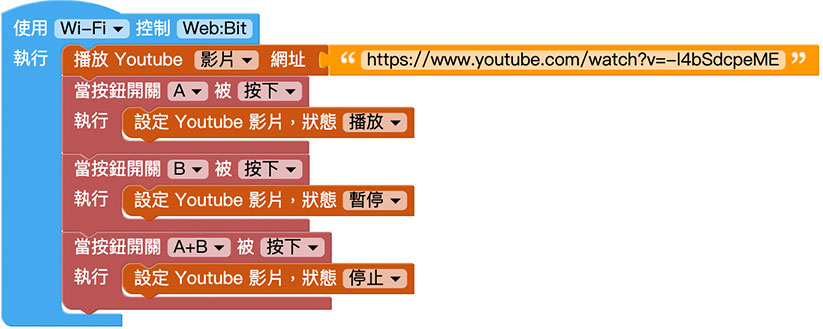 使用 Wi-Fi 控制 Web:Bit
執行 播放 Youtube 影片 網址 “ https://www.youtube.com/watch?v=-l4bSdcpeME ”
當按鈕開關 A 被 按下
執行 設定 Youtube 影片，狀態 播放
當按鈕開關 B 被 按下
執行 設定 Youtube 影片，狀態 暫停
當按鈕開關 A+B 被 按下
執行 設定 Youtube 影片，狀態 停止